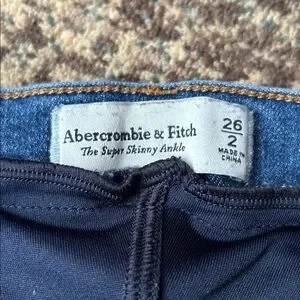 Abercrombie & Fitch
The Super Skinny Ankle
26
2
MADE IN
CHINA